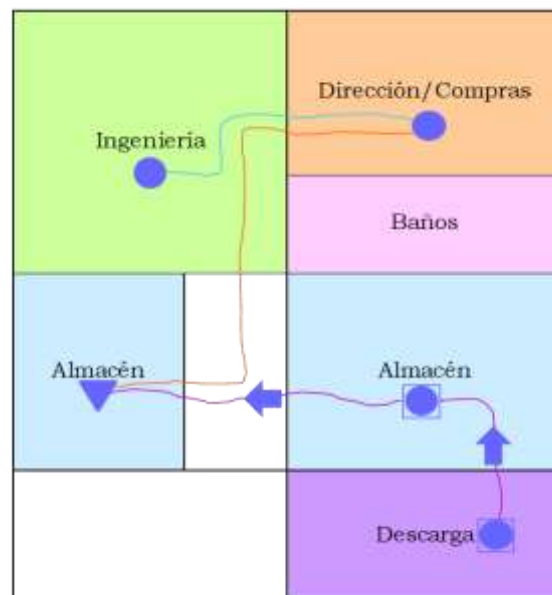 Dirección/Compras
Ingeniería
Baños
Almacén
Almacén
Descarga